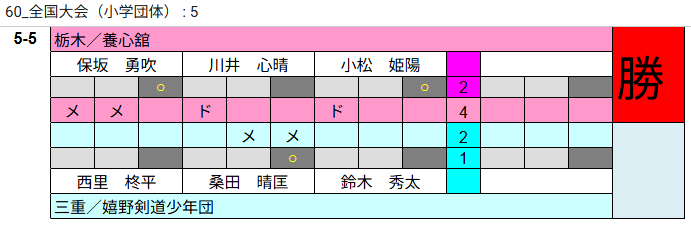 60_全国大会（小学団体）: 5
5-5 栃木／養心舘
保坂　勇吹 川井　心晴 小松　姫陽
○ ○ 2
メ メ ド ド 4
勝
メ メ 2
○ 1
西里　柊平 桑田　晴匡 鈴木　秀太
三重／嬉野剣道少年団